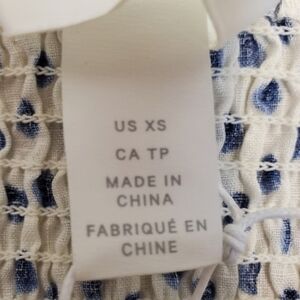 US XS
CA TP
MADE IN
CHINA
FABRIQUÉ EN
CHINE